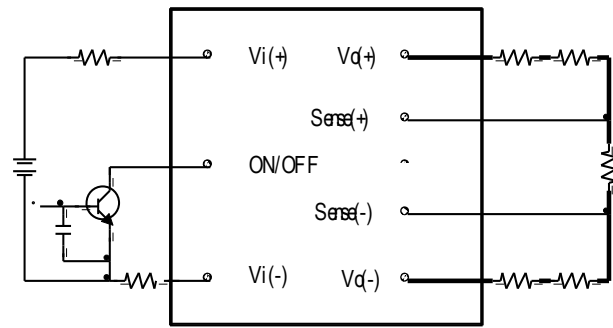 Vi(+) Vo(+)
Sense(+)
ON/OFF
Sense(-)
Vi(-) Vo(-)